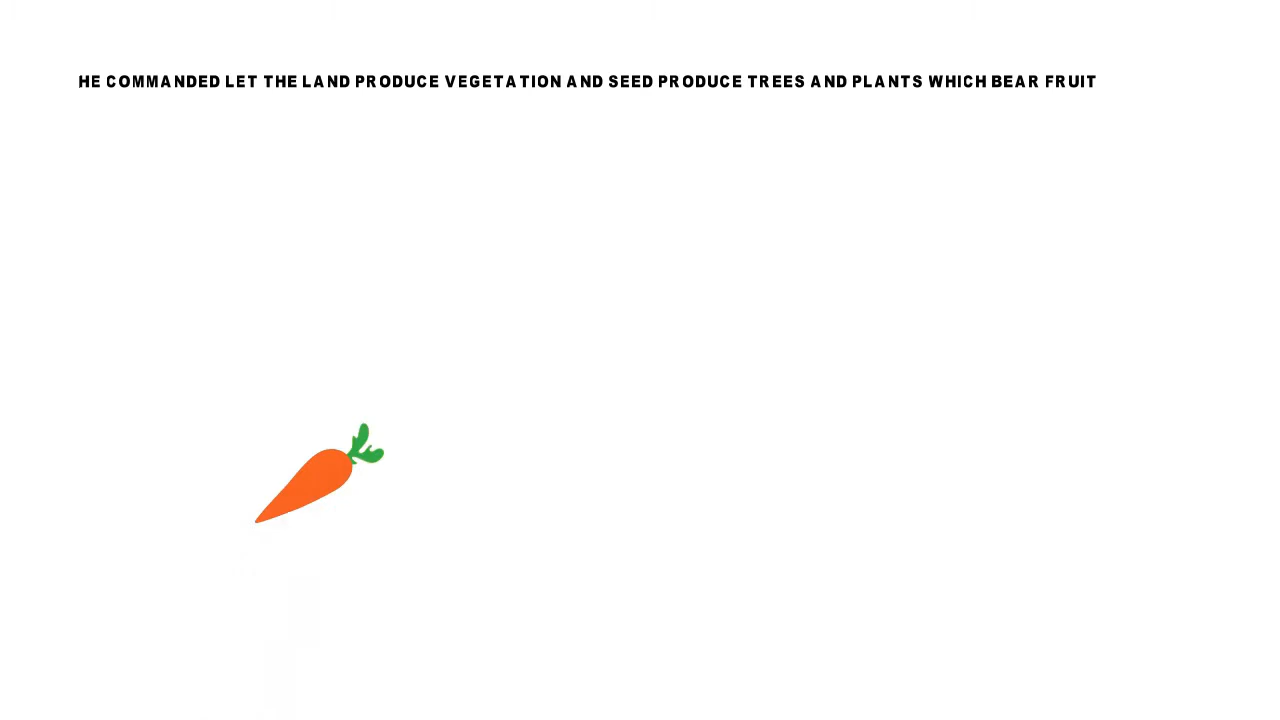 HE COMMANDED LET THE LAND PRODUCE VEGETATION AND SEED PRODUCE TREES AND PLANTS WHICH BEAR FRUIT